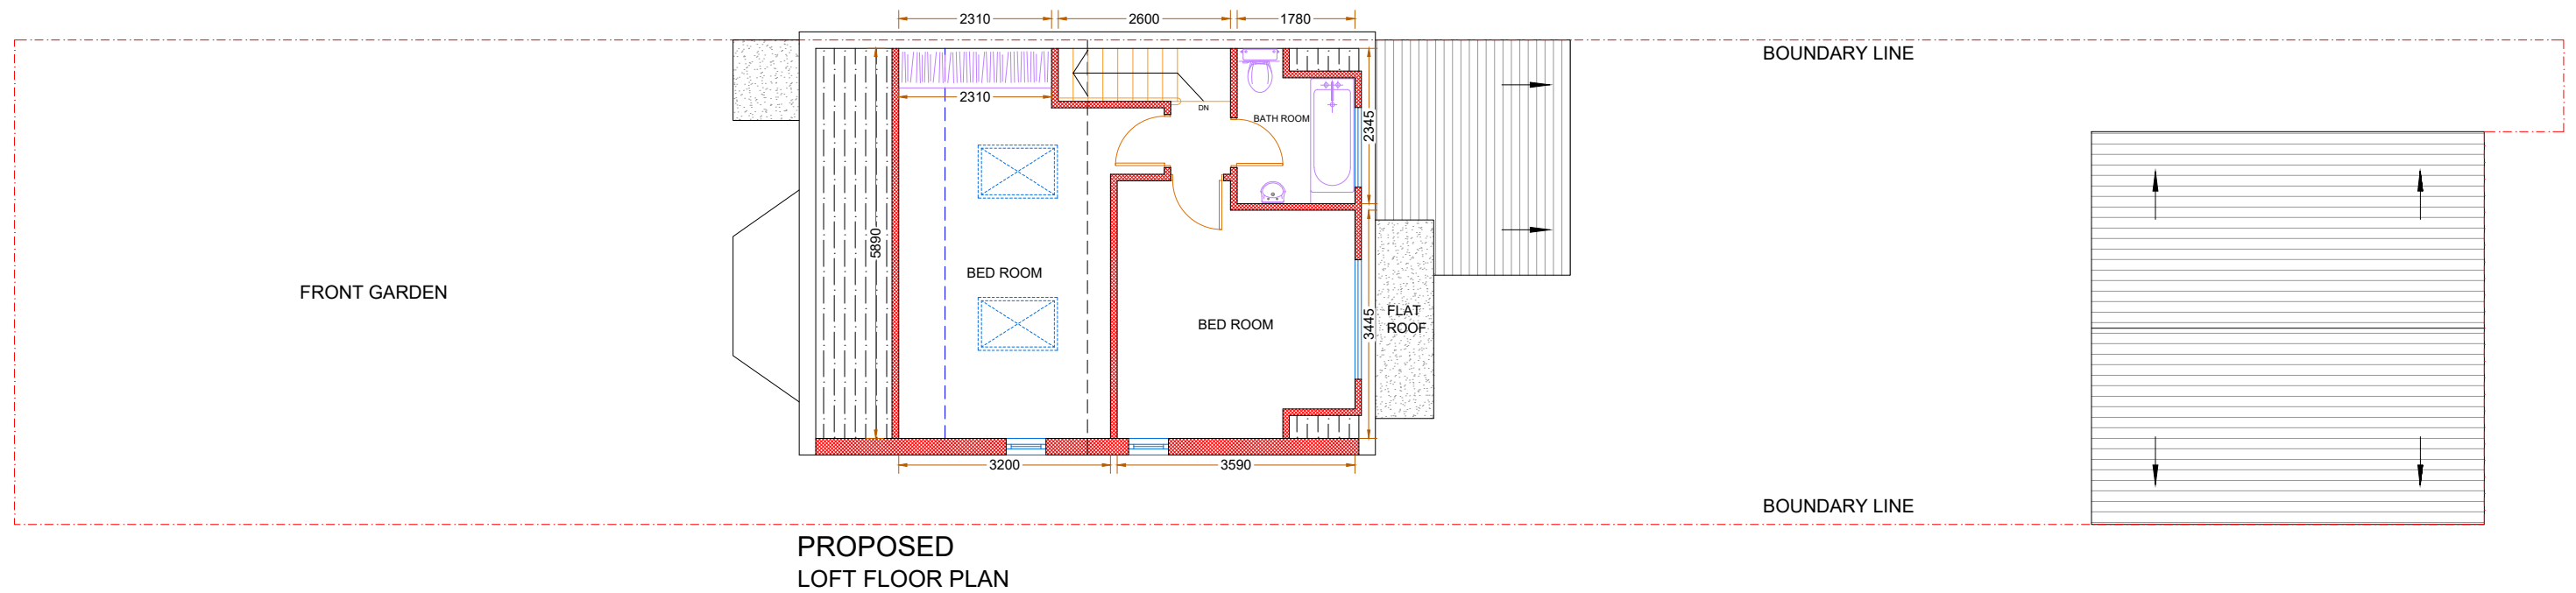 2310
2600
1780
BOUNDARY LINE
2310
DN
BATH ROOM
2345
5890
BED ROOM
FRONT GARDEN
BED ROOM
3445
FLAT
ROOF
3200
3590
BOUNDARY LINE
PROPOSED
LOFT FLOOR PLAN